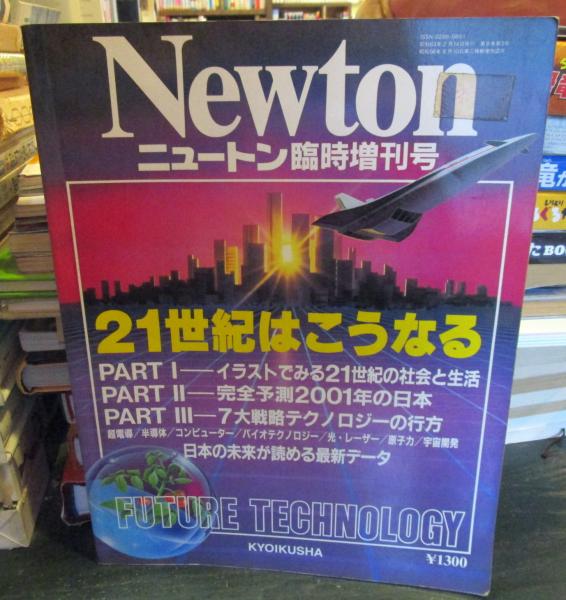 Newton
ニュートン臨時増刊号
21世紀はこうなる
PART I—イラストでみる21世紀の社会と生活
PART II—完全予測2001年の日本
PART III—7大戦略テクノロジーの行方
超電導/半導体/コンピューター/バイオテクノロジー/光・レーザー/原子力/宇宙開発
日本の未来が読める最新データ
FUTURE TECHNOLOGY
KYOIKUSHA
¥1300